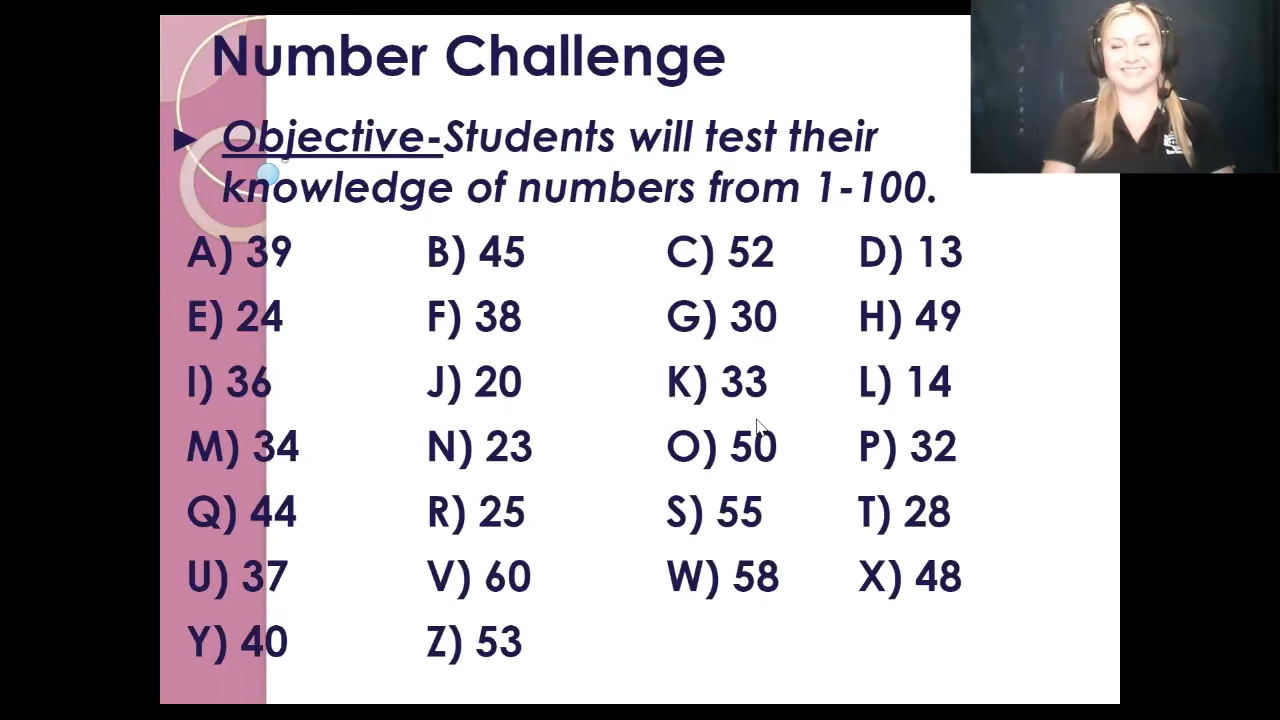 Number Challenge
► Objective-Students will test their
knowledge of numbers from 1-100.
A) 39 B) 45 C) 52 D) 13
E) 24 F) 38 G) 30 H) 49
I) 36 J) 20 K) 33 L) 14
M) 34 N) 23 O) 50 P) 32
Q) 44 R) 25 S) 55 T) 28
U) 37 V) 60 W) 58 X) 48
Y) 40 Z) 53